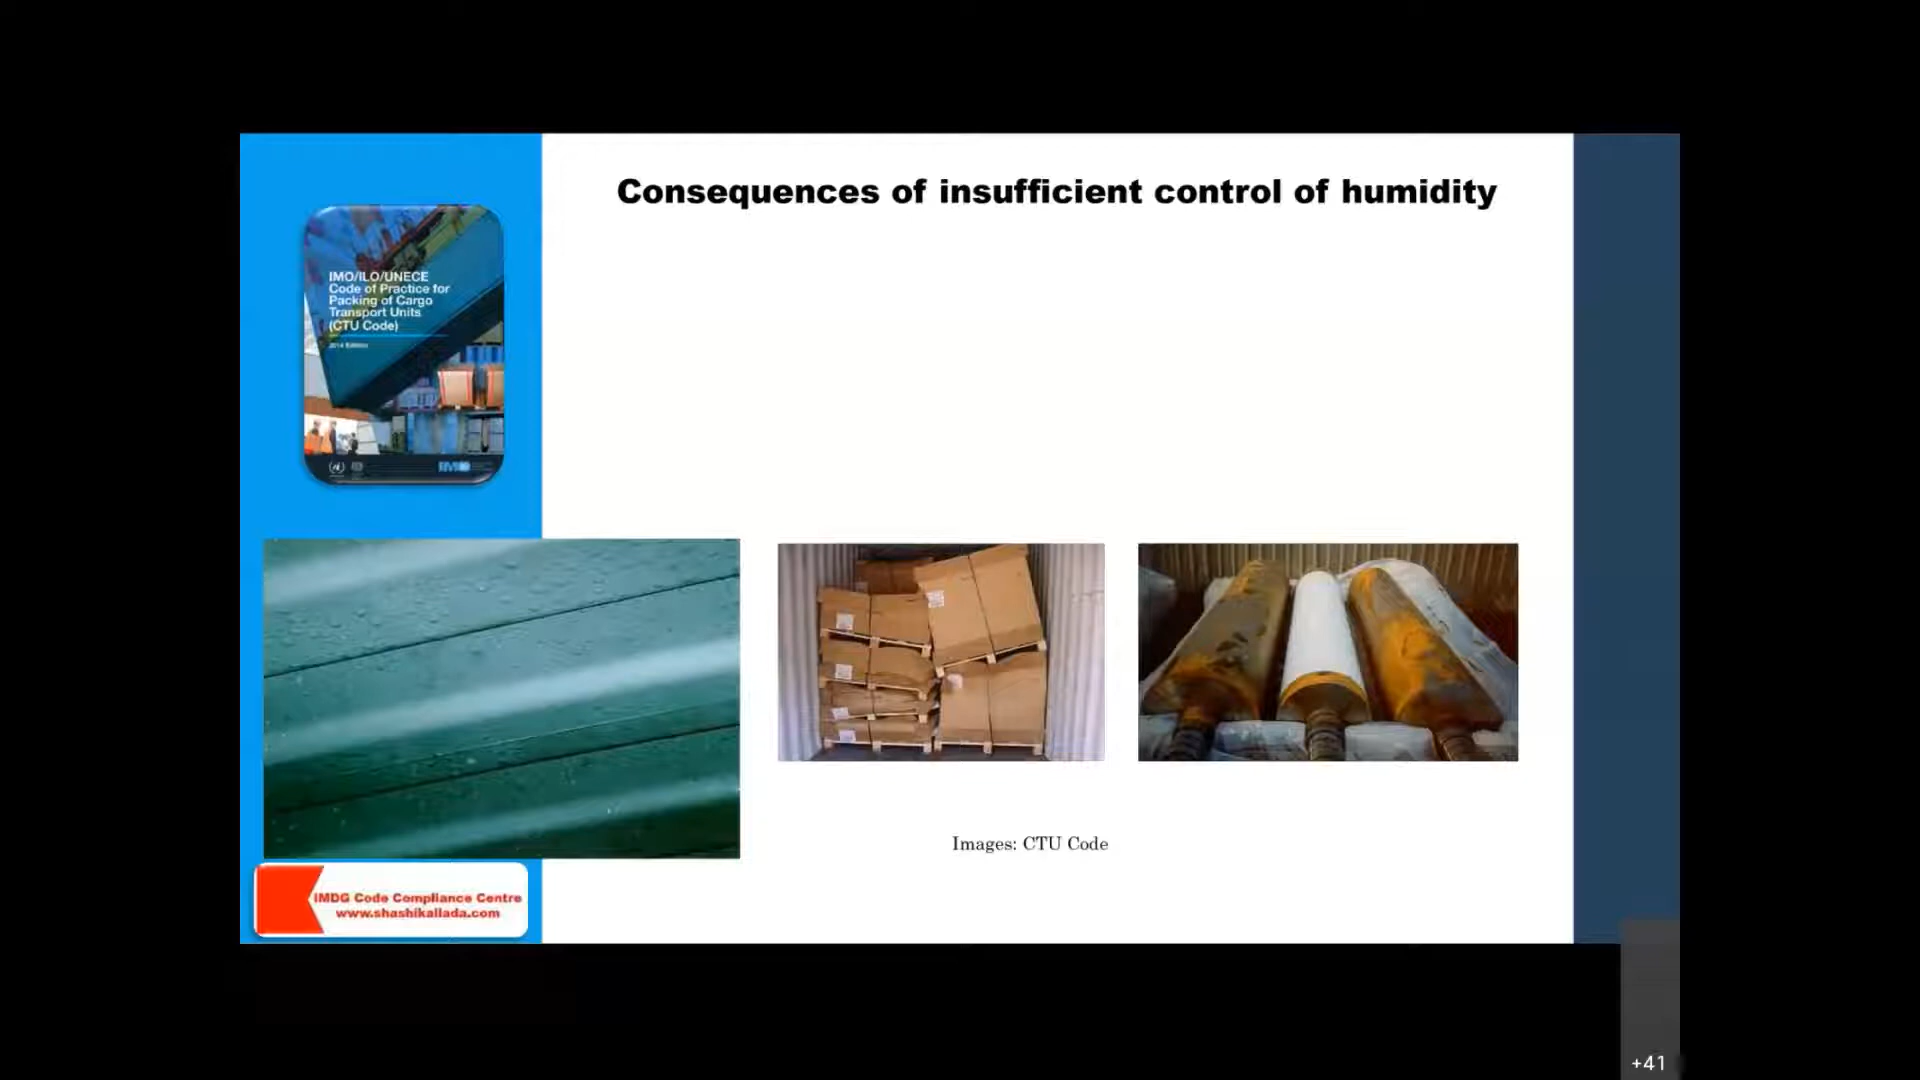 Consequences of insufficient control of humidity
IMO/ILO/UNECE
Code of Practice for
Packing of Cargo
Transport Units
(CTU Code)
2014 Edition
Images: CTU Code
IMDG Code Compliance Centre
www.shashikallada.com
+41